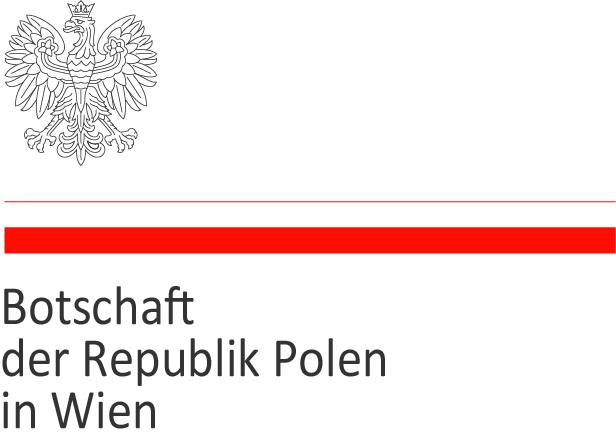 Botschaft
der Republik Polen
in Wien